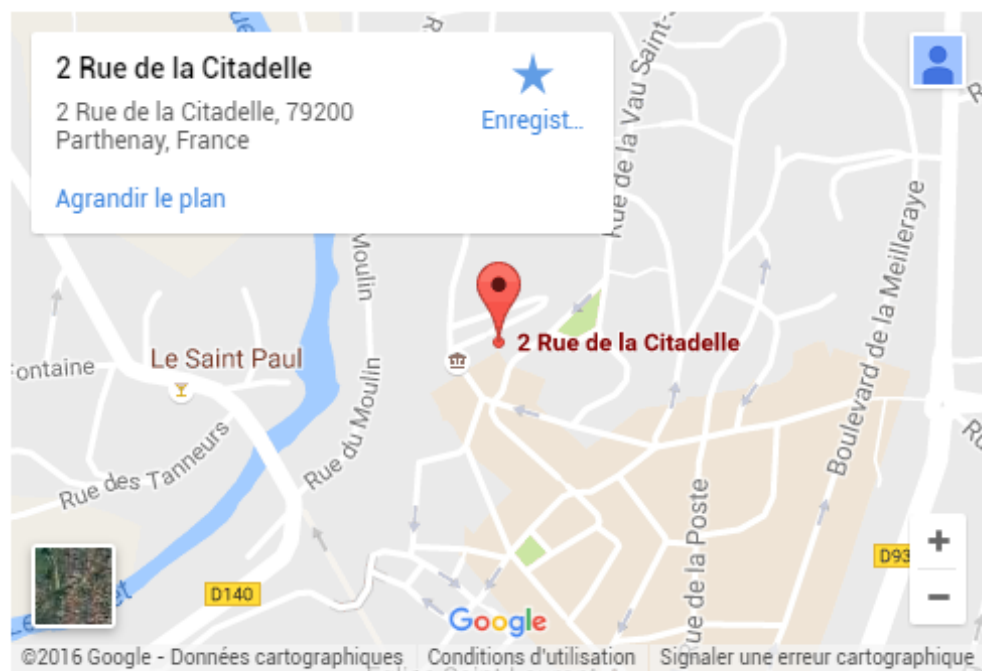 2 Rue de la Citadelle
2 Rue de la Citadelle, 79200
Parthenay, France
Enregist...
Agrandir le plan
Rue de la Vau Saint-
Moulin
Boulevard de la Meilleraye
2 Rue de la Citadelle
Le Saint Paul
Fontaine
Rue du Moulin
Rue des Tanneurs
Rue de la Poste
D93
D140
Google
+
−
©2016 Google - Données cartographiques
Conditions d'utilisation
Signaler une erreur cartographique